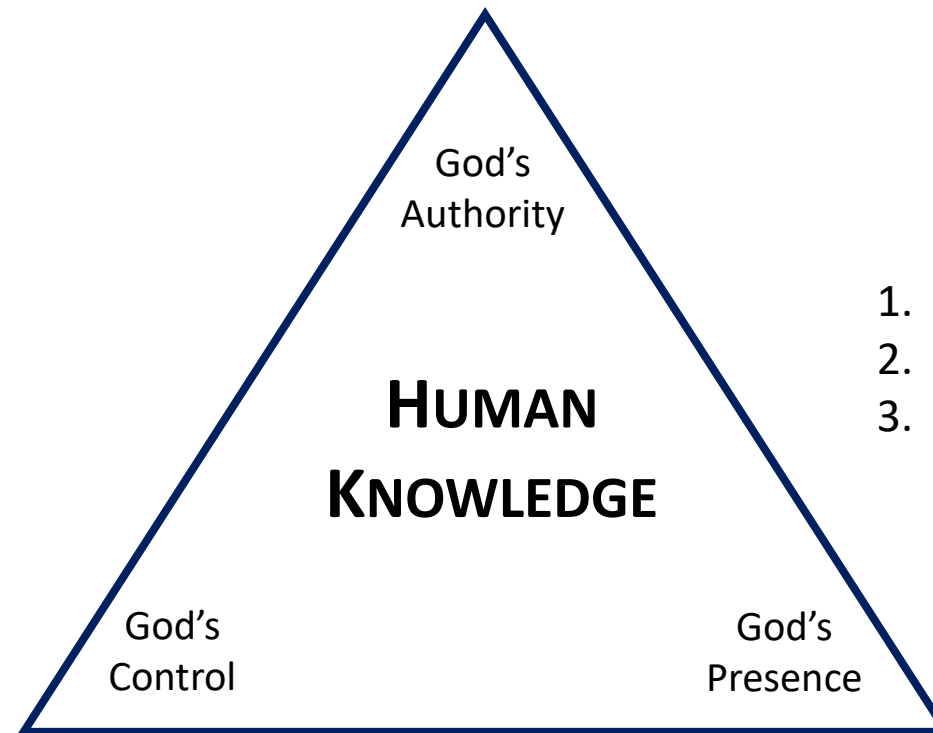 God’s
Authority
1.
2.
3.
HUMAN
KNOWLEDGE
God’s
Control
God’s
Presence